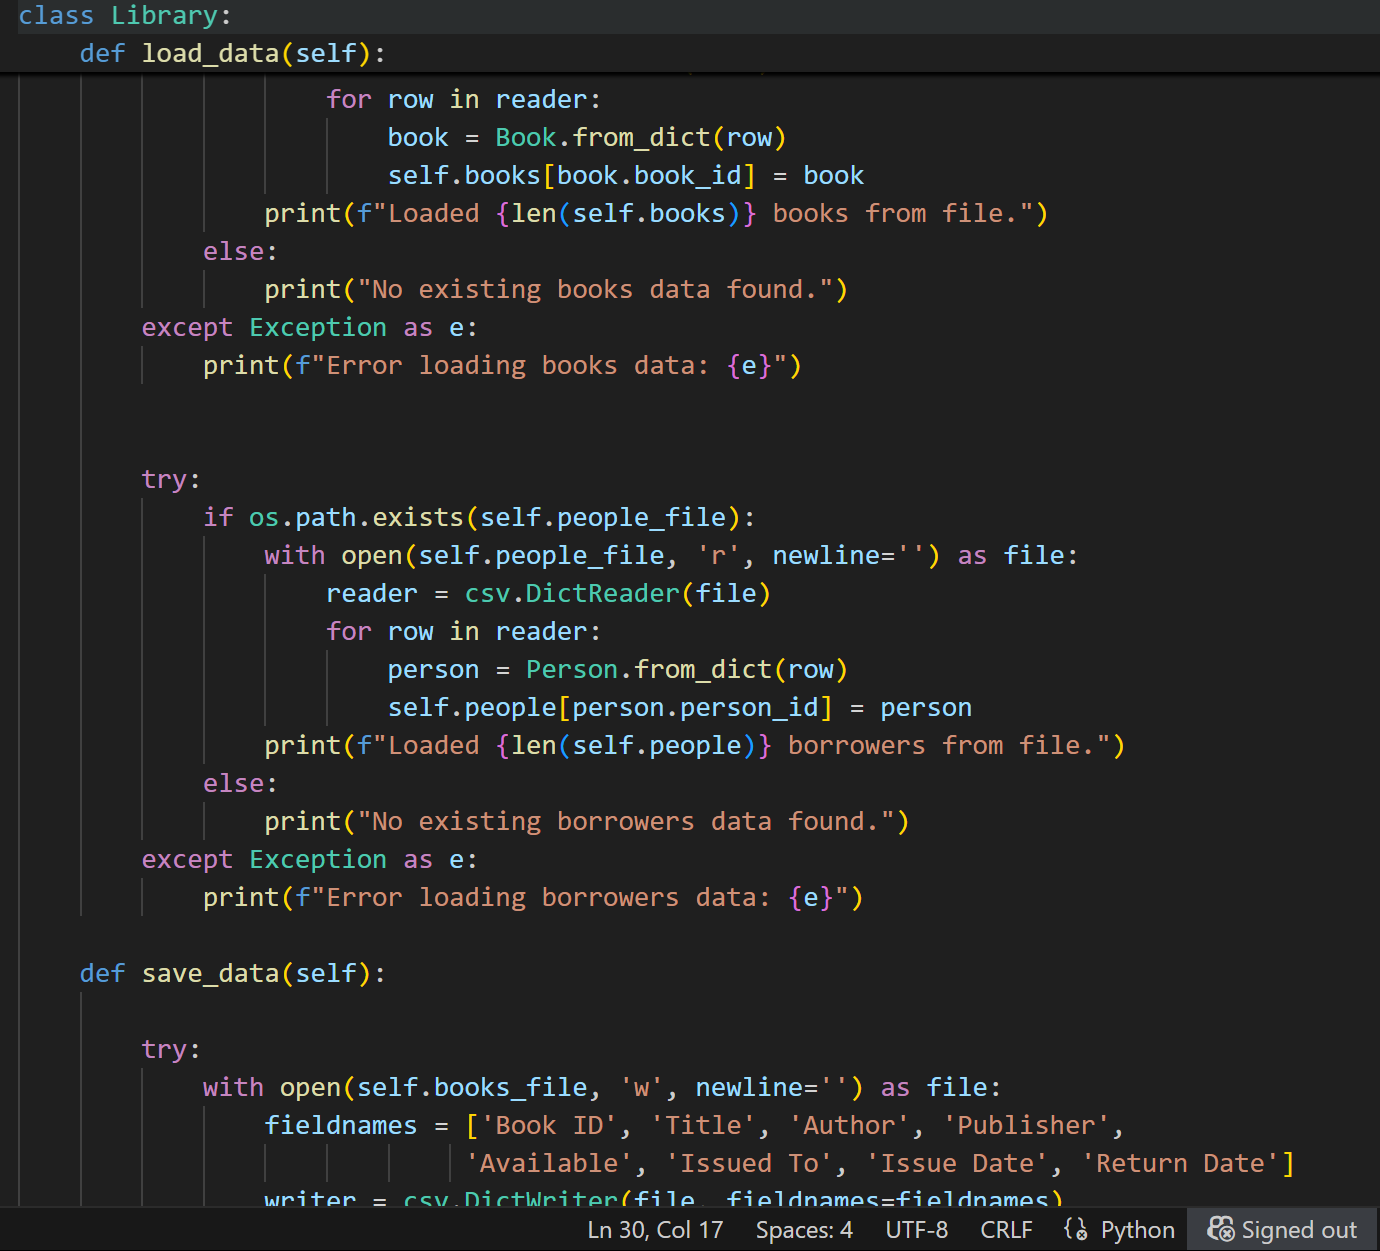 class Library:
    def load_data(self):
                    for row in reader:
                        book = Book.from_dict(row)
                        self.books[book.book_id] = book
                print(f"Loaded {len(self.books)} books from file.")
            else:
                print("No existing books data found.")
        except Exception as e:
            print(f"Error loading books data: {e}")
        try:
            if os.path.exists(self.people_file):
                with open(self.people_file, 'r', newline='') as file:
                    reader = csv.DictReader(file)
                    for row in reader:
                        person = Person.from_dict(row)
                        self.people[person.person_id] = person
                print(f"Loaded {len(self.people)} borrowers from file.")
            else:
                print("No existing borrowers data found.")
        except Exception as e:
            print(f"Error loading borrowers data: {e}")
    def save_data(self):
        try:
            with open(self.books_file, 'w', newline='') as file:
                fieldnames = ['Book ID', 'Title', 'Author', 'Publisher',
                             'Available', 'Issued To', 'Issue Date', 'Return Date']
                writer = csv.DictWriter(file, fieldnames=fieldnames)
Ln 30, Col 17 Spaces: 4 UTF-8 CRLF Python Signed out